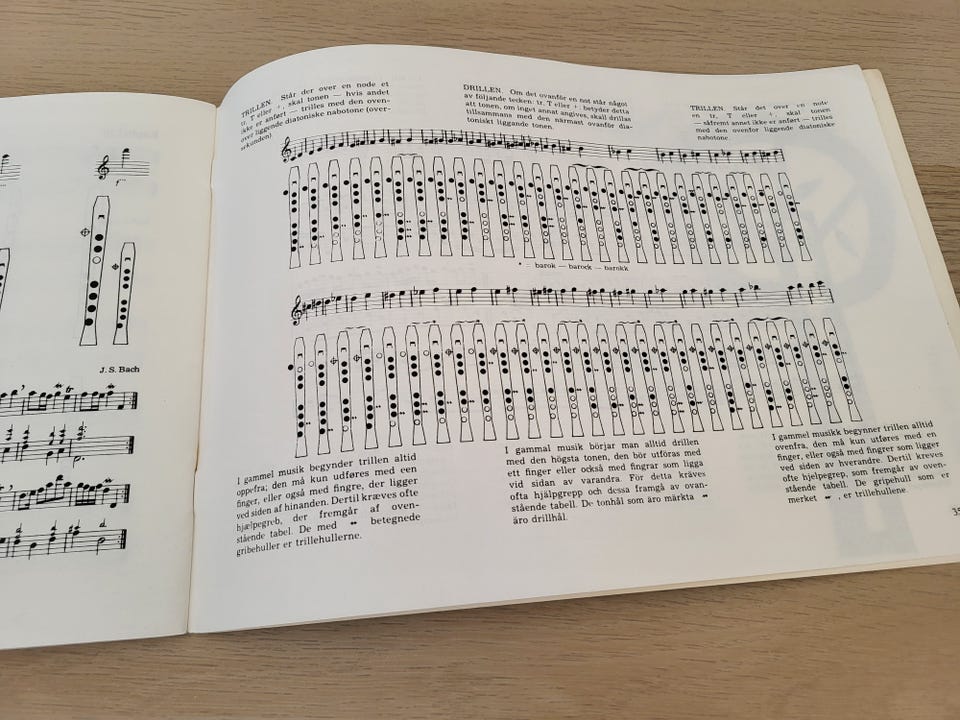 f'''
J. S. Bach
tr
TRILLEN. Står der over en node et
tr, T eller +, skal tonen — hvis andet
ikke er anført — trilles med den oven-
over liggende diatoniske nabotone (over-
sekunden)
DRILLEN. Om det ovanför en not står något
av följande tecken: tr, T eller + betyder detta
att tonen, om inget annat angives, skall drillas
tillsammans med den närmast ovanför dia-
toniskt liggande tonen.
TRILLEN. Står det over en node
en tr, T eller +, skal tonen
— såfremt annet ikke er anført — trilles
med den ovenfor liggende diatoniske
nabotone.
* = barok — barock — barokk
I gammel musik begynder trillen altid
oppefra; den må kun udføres med een
finger, eller også med fingre, der ligger
ved siden af hinanden. Dertil kræves ofte
hjælpegreb, der fremgår af oven-
stående tabel. De med betegnede
gribehuller er trillehullerne.
I gammal musik börjar man alltid drillen
med den högsta tonen, den bör utföras med
ett finger eller också med fingrar som ligga
vid sidan av varandra. För detta kräves
ofta hjälpgrepp och dessa framgå av ovan-
stående tabell. De tonhål som äro märkta
äro drillhål.
I gammel musikk begynner trillen alltid
ovenfra, den må kun utføres med en
finger, eller også med fingrer som ligger
ved siden av hverandre. Dertil kreves
ofte hjelpegrep, som fremgår av oven-
stående tabell. De gripehull som er
merket , er trillehullene.